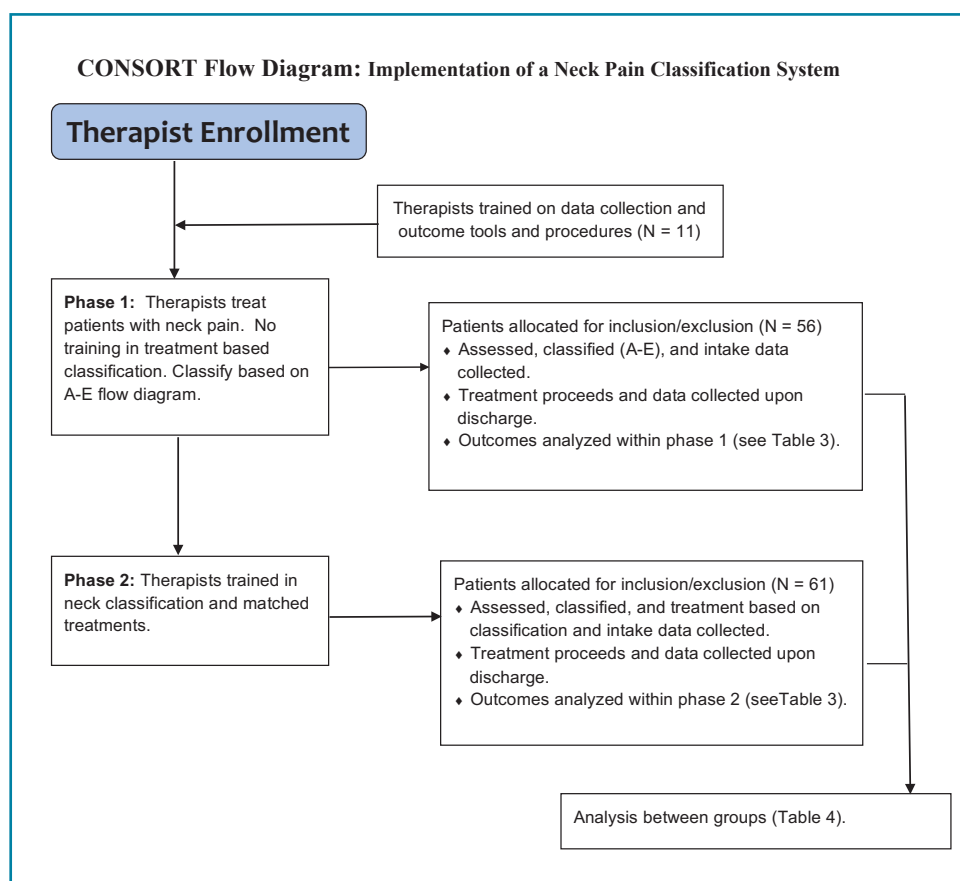 CONSORT Flow Diagram: Implementation of a Neck Pain Classification System
Therapist Enrollment
Therapists trained on data collection and
outcome tools and procedures (N = 11)
Phase 1: Therapists treat
patients with neck pain. No
training in treatment based
classification. Classify based on
A-E flow diagram.
Patients allocated for inclusion/exclusion (N = 56)
♦ Assessed, classified (A-E), and intake data
collected.
♦ Treatment proceeds and data collected upon
discharge.
♦ Outcomes analyzed within phase 1 (see Table 3).
Phase 2: Therapists trained in
neck classification and matched
treatments.
Patients allocated for inclusion/exclusion (N = 61)
♦ Assessed, classified, and treatment based on
classification and intake data collected.
♦ Treatment proceeds and data collected upon
discharge.
♦ Outcomes analyzed within phase 2 (seeTable 3).
Analysis between groups (Table 4).